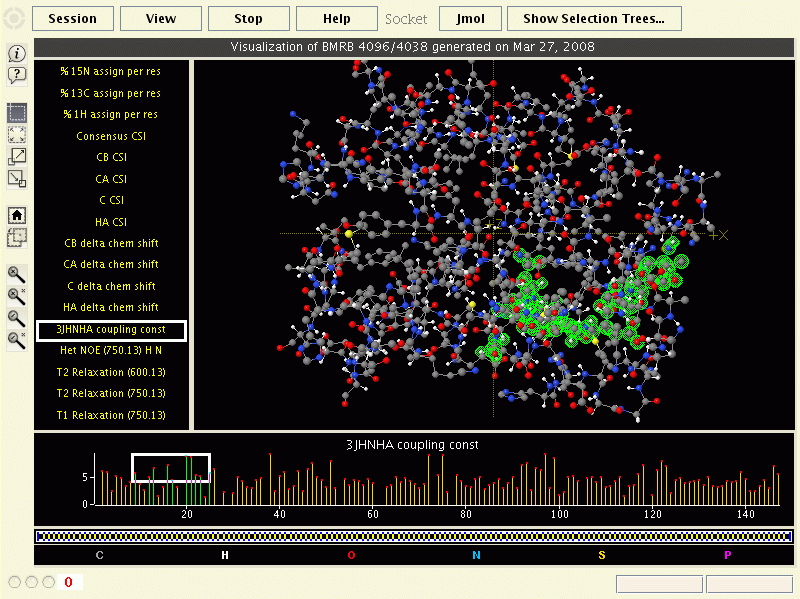 Session View Stop Help Socket Jmol Show Selection Trees...
Visualization of BMRB 4096/4038 generated on Mar 27, 2008
% 15N assign per res
% 13C assign per res
% 1H assign per res
Consensus CSI
CB CSI
CA CSI
C CSI
HA CSI
CB delta chem shift
CA delta chem shift
C delta chem shift
HA delta chem shift
3JHNHA coupling const
Het NOE (750.13) H N
T2 Relaxation (600.13)
T2 Relaxation (750.13)
T1 Relaxation (750.13)
3JHNHA coupling const
5
0
20 40 60 80 100 120 140
C H O N S P
0